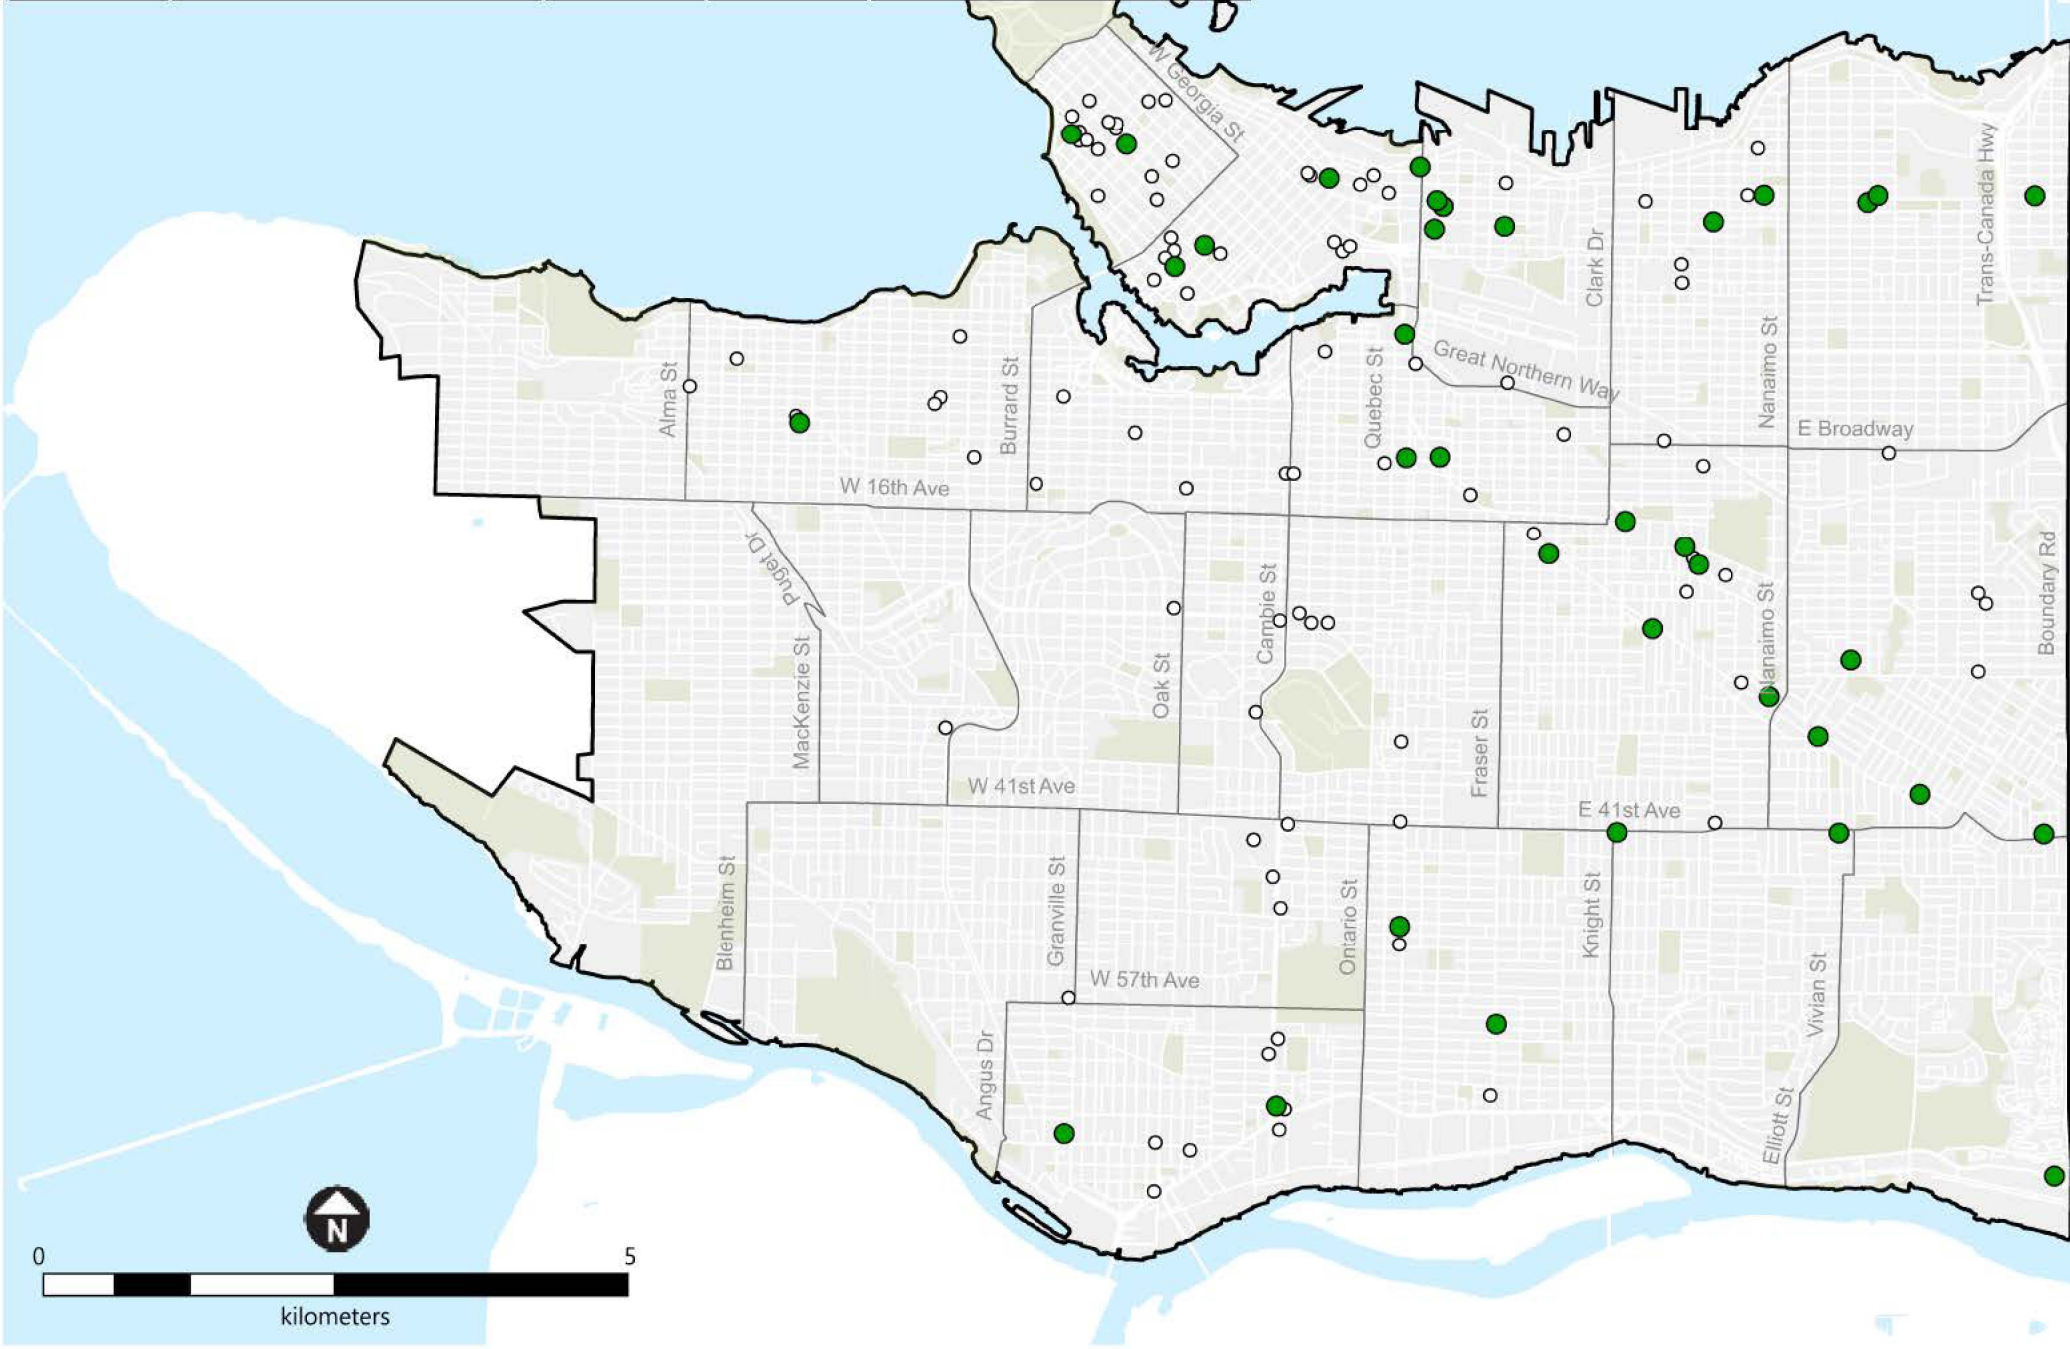 W Georgia St
Trans-Canada Hwy
Clark Dr
Nanaimo St
Great Northern Way
Quebec St
Burrard St
Alma St
E Broadway
W 16th Ave
Puget Dr
MacKenzie St
Oak St
Cambie St
Fraser St
Nanaimo St
Boundary Rd
W 41st Ave
E 41st Ave
Blenheim St
Granville St
Ontario St
Knight St
Vivian St
W 57th Ave
Angus Dr
Elliott St
N
0 5
kilometers